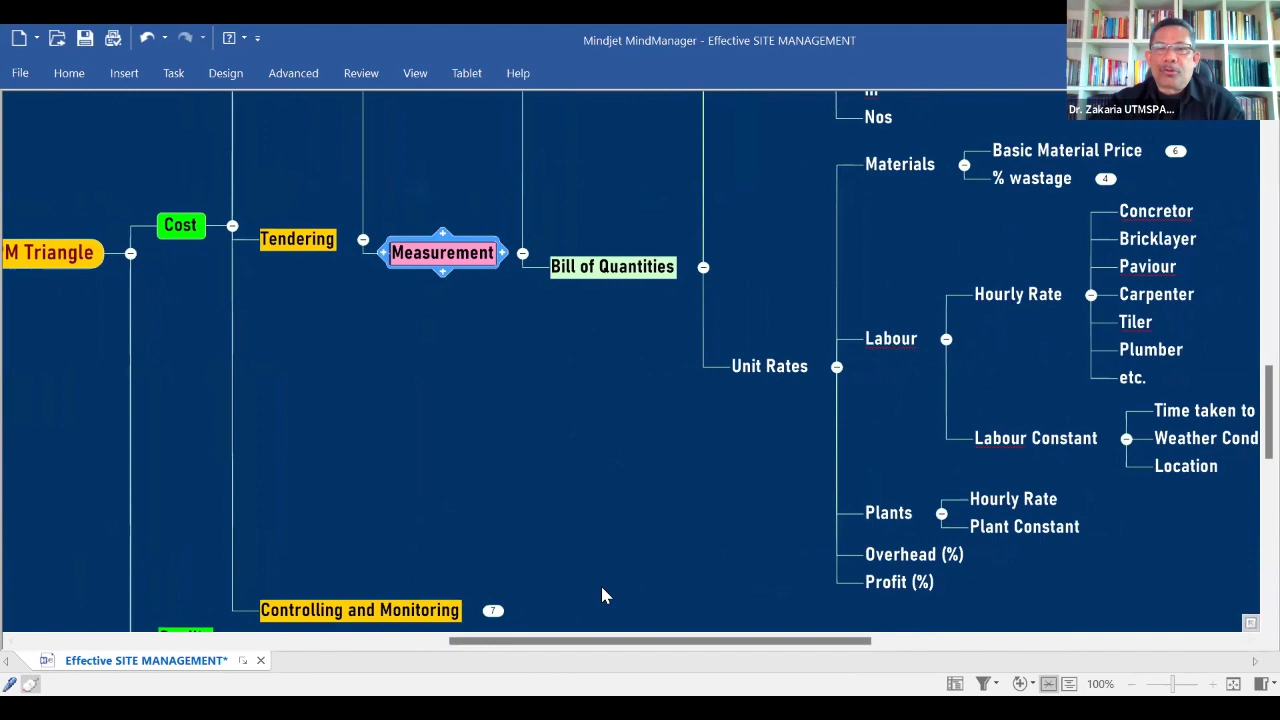 Mindjet MindManager - Effective SITE MANAGEMENT
File Home Insert Task Design Advanced Review View Tablet Help
Dr. Zakaria UTMSPA...
Nos
Materials
Basic Material Price 6
% wastage 4
M Triangle
Cost
Tendering
Measurement
Bill of Quantities
Unit Rates
Labour
Hourly Rate
Concretor
Bricklayer
Paviour
Carpenter
Tiler
Plumber
etc.
Labour Constant
Time taken to
Weather Cond
Location
Plants
Hourly Rate
Plant Constant
Overhead (%)
Profit (%)
Controlling and Monitoring 7
Effective SITE MANAGEMENT*
100%